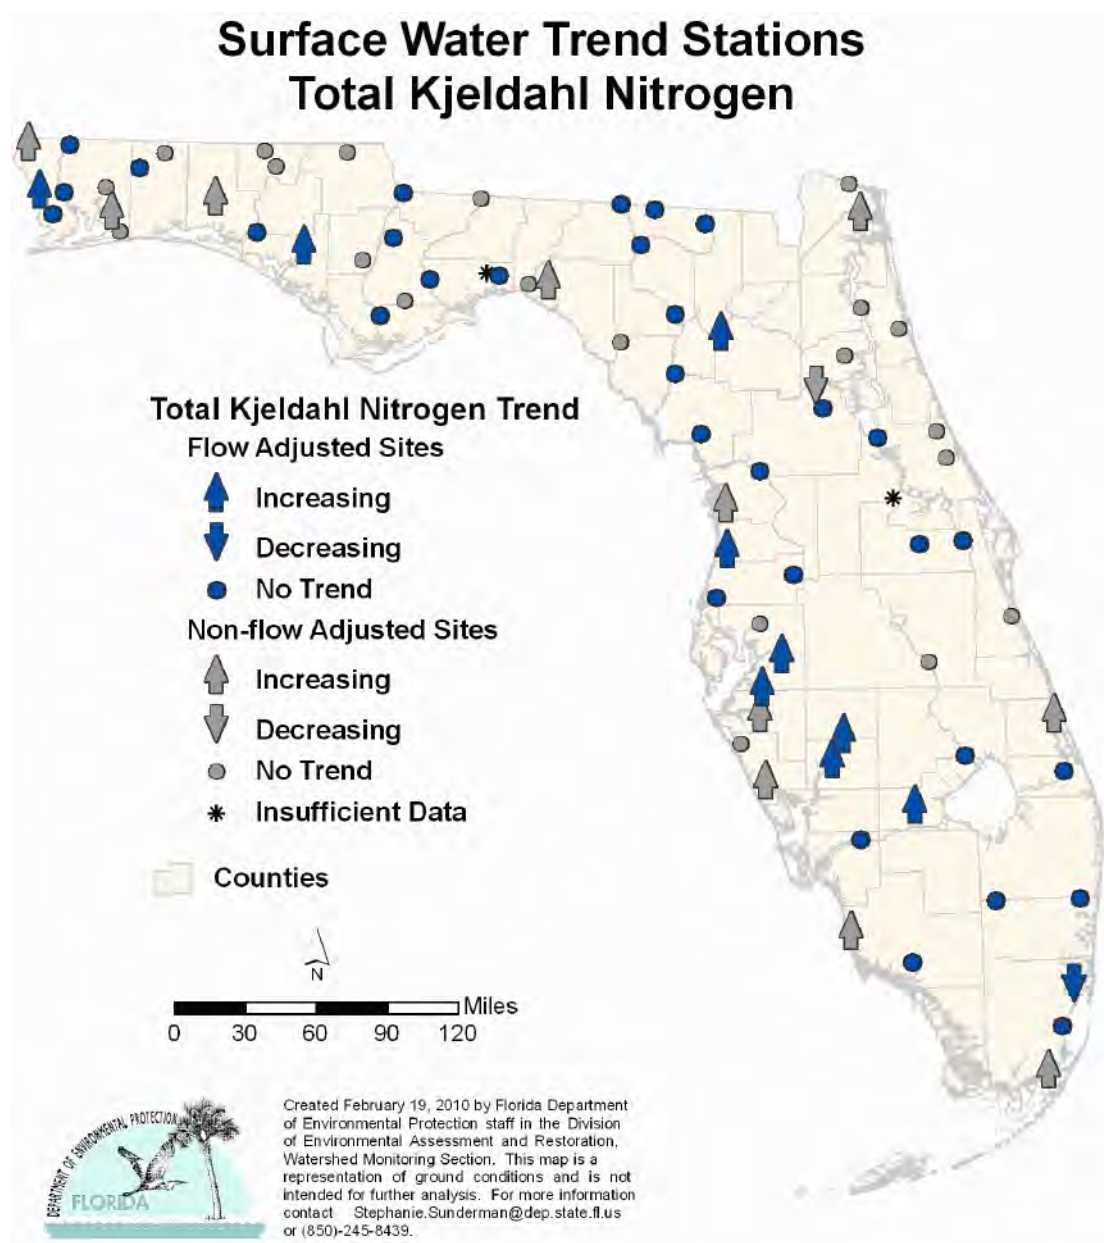 Surface Water Trend Stations
Total Kjeldahl Nitrogen
Total Kjeldahl Nitrogen Trend
Flow Adjusted Sites
Increasing
Decreasing
No Trend
Non-flow Adjusted Sites
Increasing
Decreasing
No Trend
Insufficient Data
Counties
N
Miles
0 30 60 90 120
DEPARTMENT OF ENVIRONMENTAL PROTECTION
FLORIDA
Created February 19, 2010 by Florida Department
of Environmental Protection staff in the Division
of Environmental Assessment and Restoration,
Watershed Monitoring Section. This map is a
representation of ground conditions and is not
intended for further analysis. For more information
contact Stephanie.Sunderman@dep.state.fl.us
or (850)-245-8439.